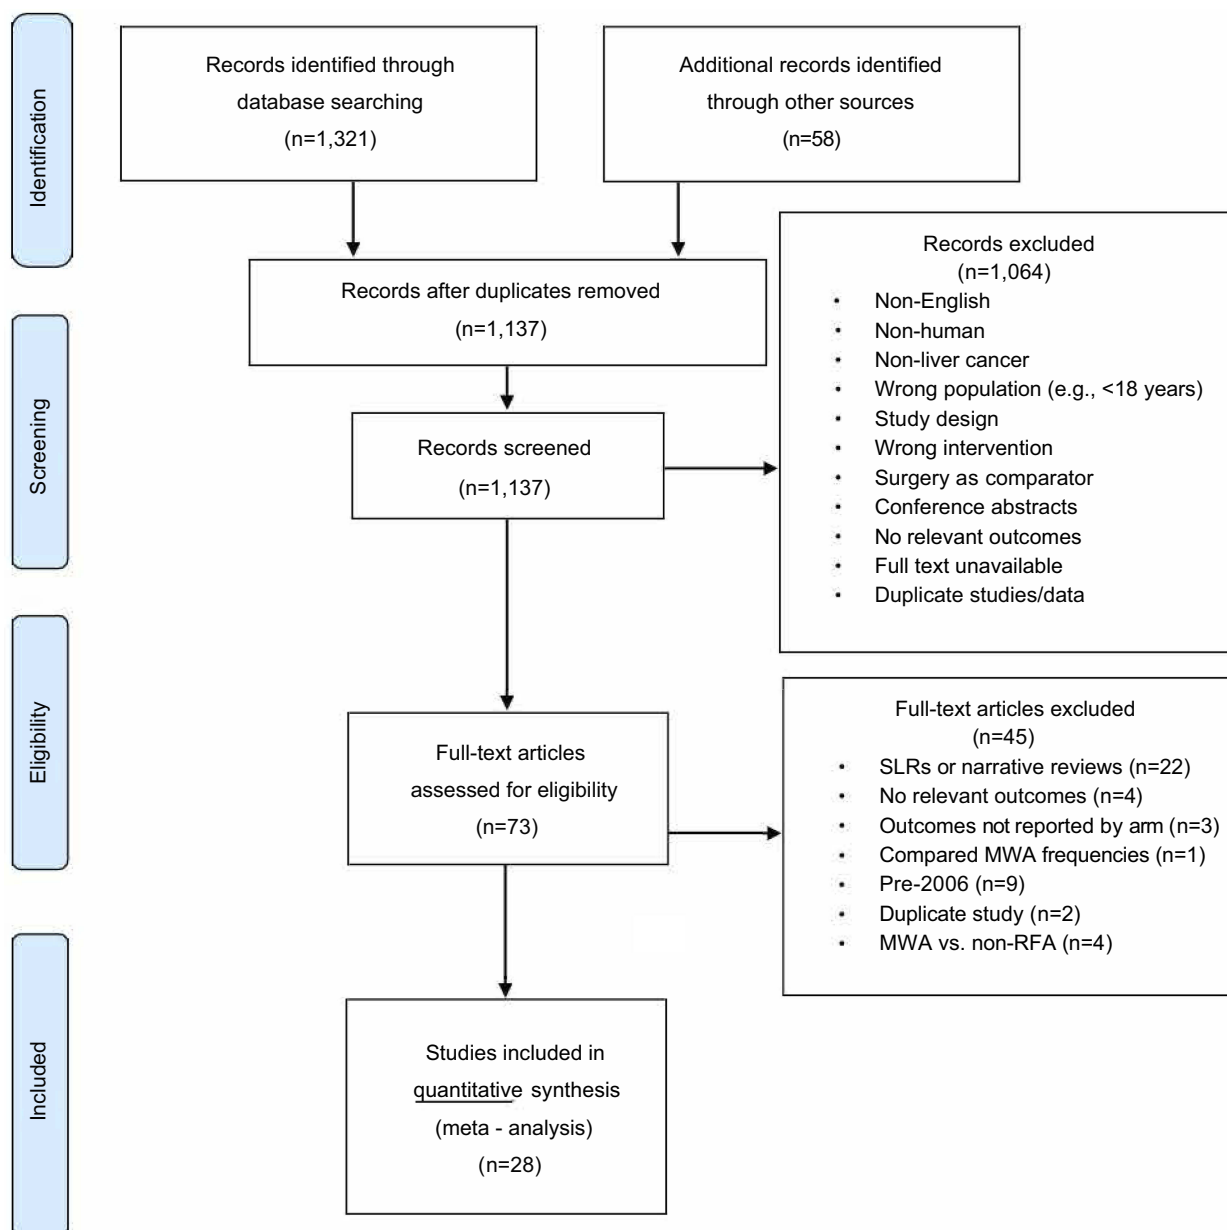 Identification
Records identified through
database searching
(n=1,321)
Additional records identified
through other sources
(n=58)
Records after duplicates removed
(n=1,137)
Screening
Records screened
(n=1,137)
Records excluded
(n=1,064)
• Non-English
• Non-human
• Non-liver cancer
• Wrong population (e.g., <18 years)
• Study design
• Wrong intervention
• Surgery as comparator
• Conference abstracts
• No relevant outcomes
• Full text unavailable
• Duplicate studies/data
Eligibility
Full-text articles
assessed for eligibility
(n=73)
Full-text articles excluded
(n=45)
• SLRs or narrative reviews (n=22)
• No relevant outcomes (n=4)
• Outcomes not reported by arm (n=3)
• Compared MWA frequencies (n=1)
• Pre-2006 (n=9)
• Duplicate study (n=2)
• MWA vs. non-RFA (n=4)
Included
Studies included in
quantitative synthesis
(meta - analysis)
(n=28)